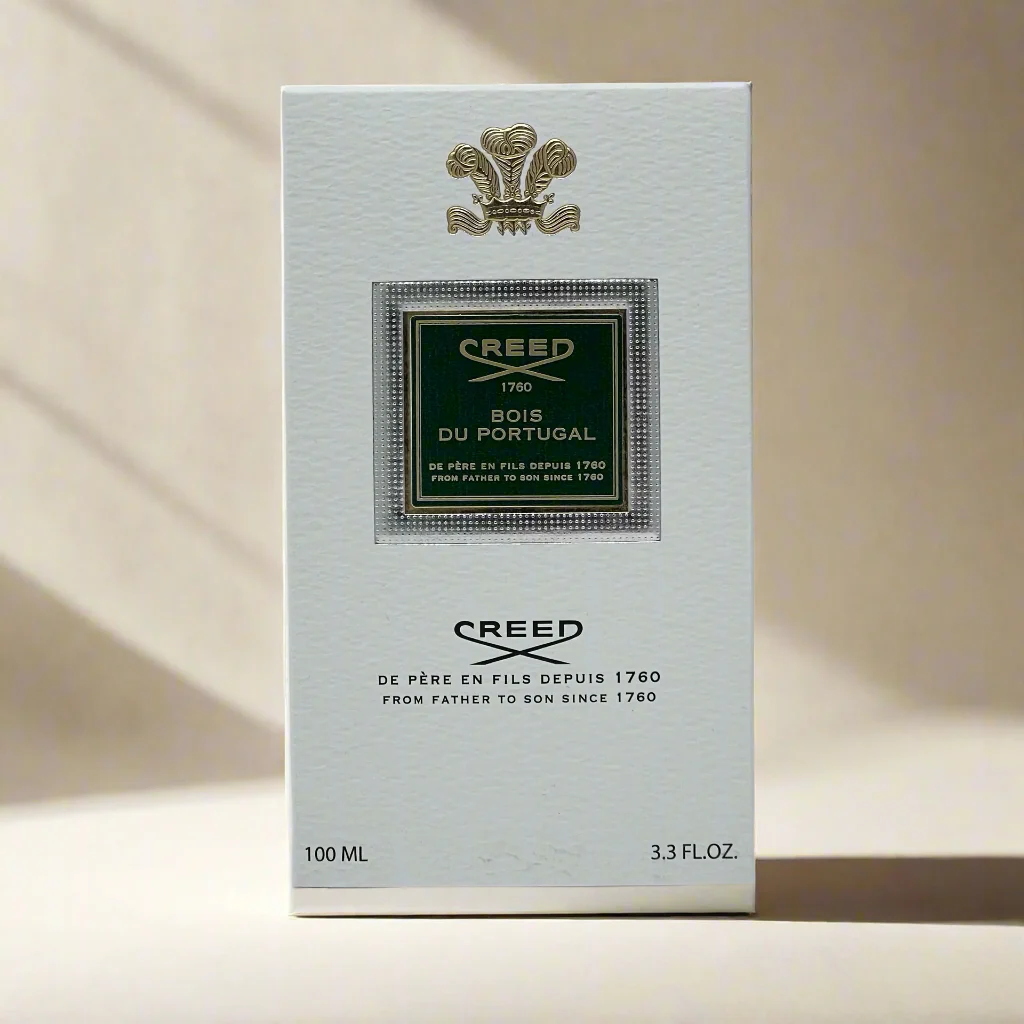 CREED
1760
BOIS
DU PORTUGAL
DE PÈRE EN FILS DEPUIS 1760
FROM FATHER TO SON SINCE 1760
CREED
DE PÈRE EN FILS DEPUIS 1760
FROM FATHER TO SON SINCE 1760
100 ML
3.3 FL.OZ.